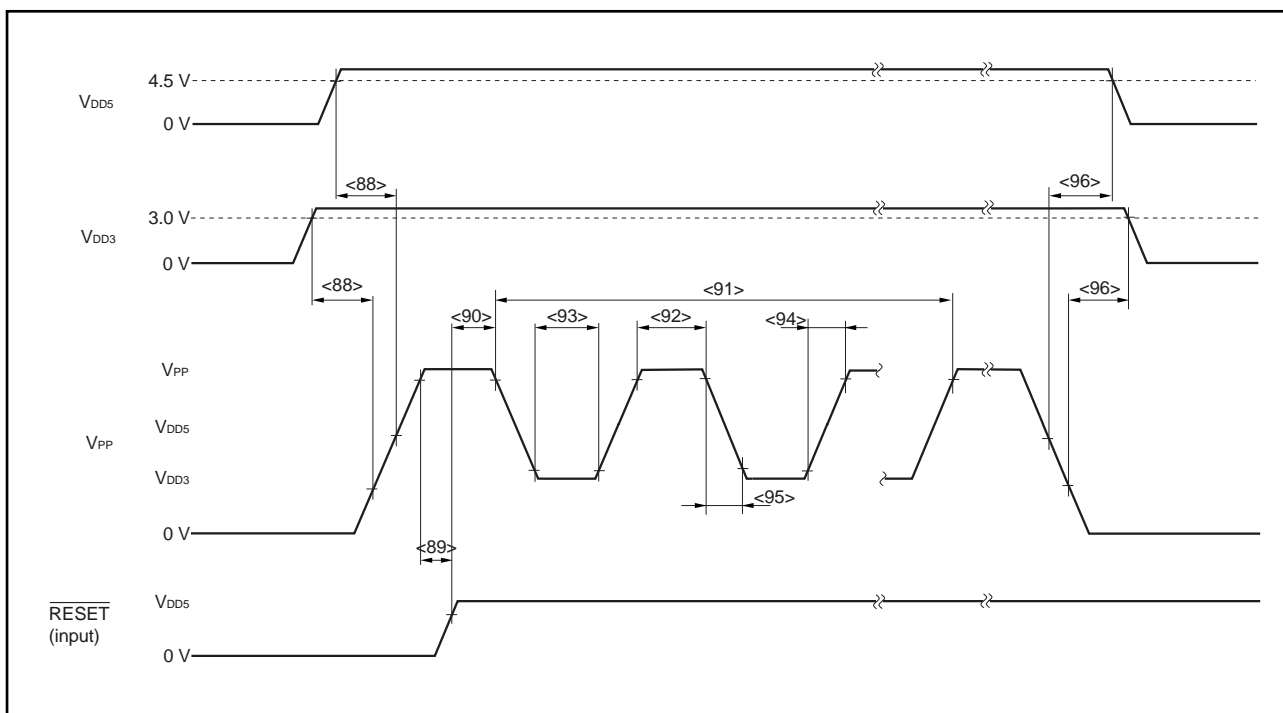 4.5 V
VDD5
0 V
<88>
<96>
3.0 V
VDD3
0 V
<88>
<91>
<96>
<90>
<93>
<92>
<94>
VPP
VDD5
VPP
VDD3
<95>
0 V
<89>
VDD5
RESET
(input)
0 V